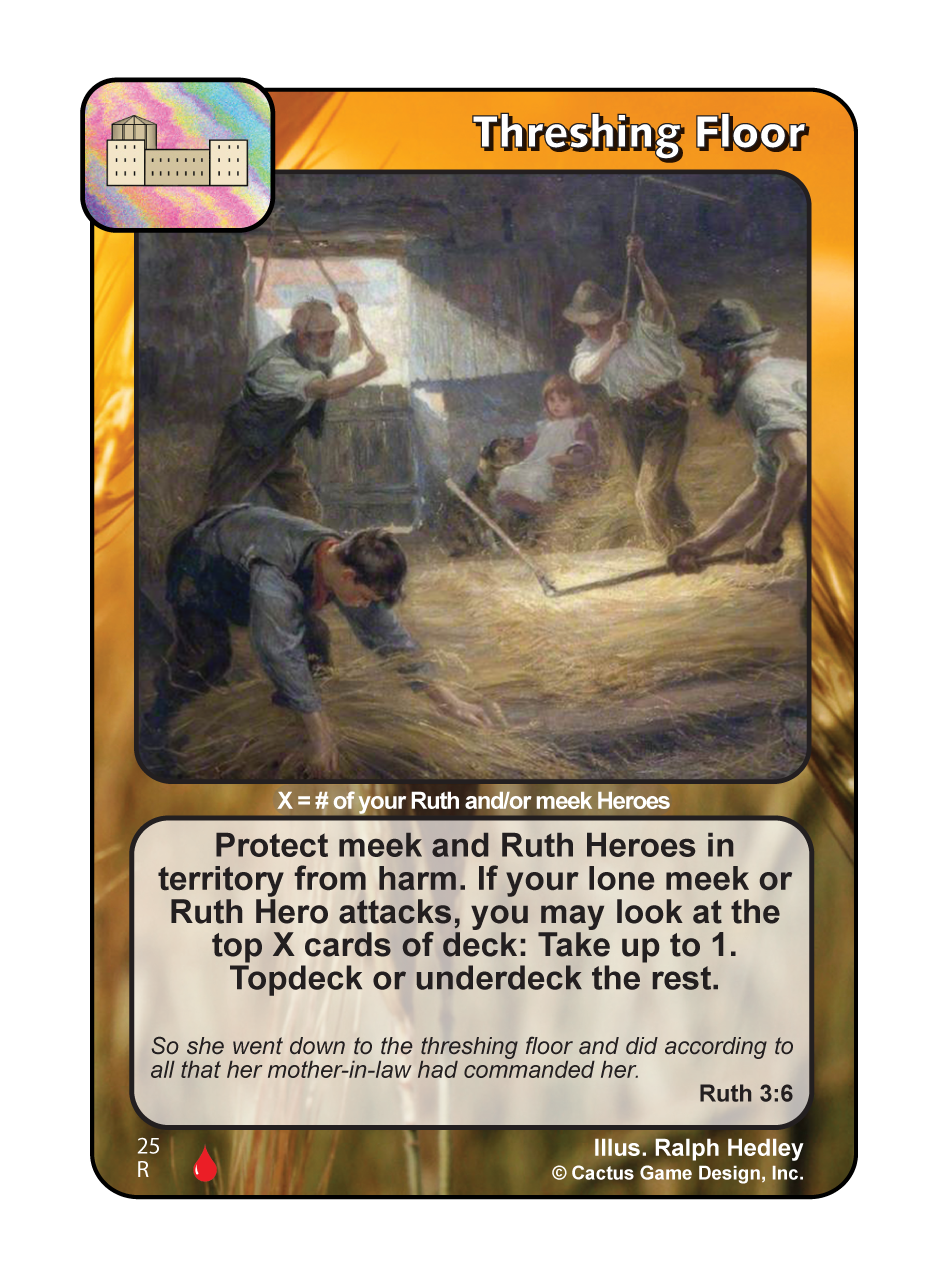 Threshing Floor
X = # of your Ruth and/or meek Heroes
Protect meek and Ruth Heroes in
territory from harm. If your lone meek or
Ruth Hero attacks, you may look at the
top X cards of deck: Take up to 1.
Topdeck or underdeck the rest.
So she went down to the threshing floor and did according to
all that her mother-in-law had commanded her.
Ruth 3:6
25
R
Illus. Ralph Hedley
© Cactus Game Design, Inc.